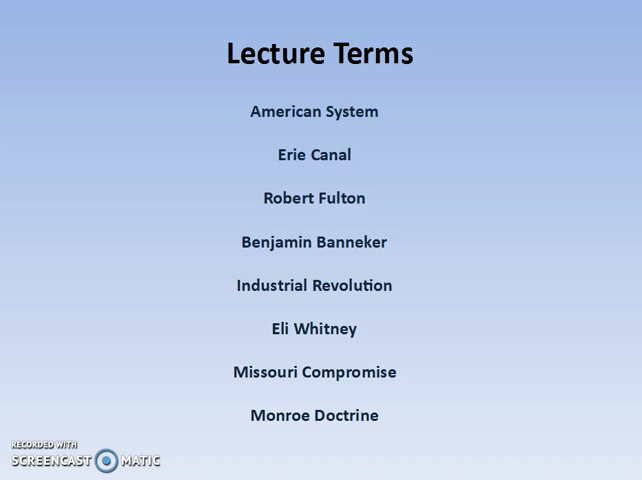 Lecture Terms
American System
Erie Canal
Robert Fulton
Benjamin Banneker
Industrial Revolution
Eli Whitney
Missouri Compromise
Monroe Doctrine
RECORDED WITH
SCREENCAST MATIC